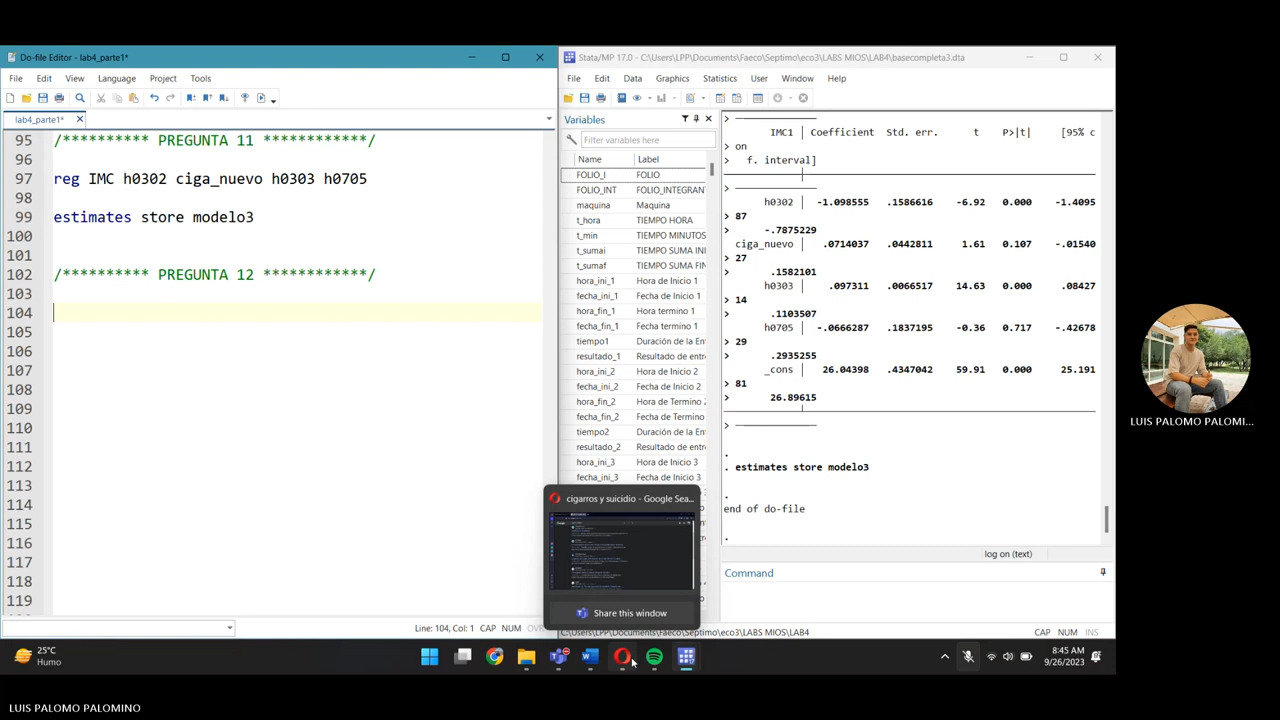 Do-file Editor - lab4_parte1*
File Edit View Language Project Tools
lab4_parte1*
95 /********** PREGUNTA 11 ************/
96
97 reg IMC h0302 ciga_nuevo h0303 h0705
98
99 estimates store modelo3
100
101
102 /********** PREGUNTA 12 ************/
103
104
105
106
107
108
109
110
111
112
113
114
115
116
117
118
119
Line: 104, Col: 1 CAP NUM OVR
Stata/MP 17.0 - C:\Users\LPP\Documents\Faeco\Septimo\eco3\LABS MIOS\LAB4\basecompleta3.dta
File Edit Data Graphics Statistics User Window Help
Variables
Filter variables here
Name Label
FOLIO_I FOLIO
FOLIO_INT FOLIO_INTEGRANT
maquina Maquina
t_hora TIEMPO HORA
t_min TIEMPO MINUTOS
t_sumai TIEMPO SUMA INI
t_sumaf TIEMPO SUMA FIN
hora_ini_1 Hora de Inicio 1
fecha_ini_1 Fecha de Inicio 1
hora_fin_1 Hora termino 1
fecha_fin_1 Fecha termino 1
tiempo1 Duración de la Ent
resultado_1 Resultado de entre
hora_ini_2 Hora de Inicio 2
fecha_ini_2 Fecha de Inicio 2
hora_fin_2 Hora de Termino 2
fecha_fin_2 Fecha de Termino
tiempo2 Duración de la Ent
resultado_2 Resultado de entre
hora_ini_3 Hora de Inicio 3
fecha_ini_3 Fecha de Inicio 3
>
IMC1 Coefficient Std. err. t P>|t| [95% c
> on
> f. interval]
>
h0302 -1.098555 .1586616 -6.92 0.000 -1.4095
> 87
> -.7875229
ciga_nuevo .0714037 .0442811 1.61 0.107 -.01540
> 27
> .1582101
h0303 .097311 .0066517 14.63 0.000 .08427
> 14
> .1103507
h0705 -.0666287 .1837195 -0.36 0.717 -.42678
> 29
> .2935255
_cons 26.04398 .4347042 59.91 0.000 25.191
> 81
> 26.89615
>
.
. estimates store modelo3
.
end of do-file
.
log on (text)
Command
C:\Users\LPP\Documents\Faeco\Septimo\eco3\LABS MIOS\LAB4
CAP NUM INS
cigarros y suicidio - Google Sea...
Share this window
25°C
Humo
8:45 AM
9/26/2023
LUIS PALOMO PALOMI...
LUIS PALOMO PALOMINO